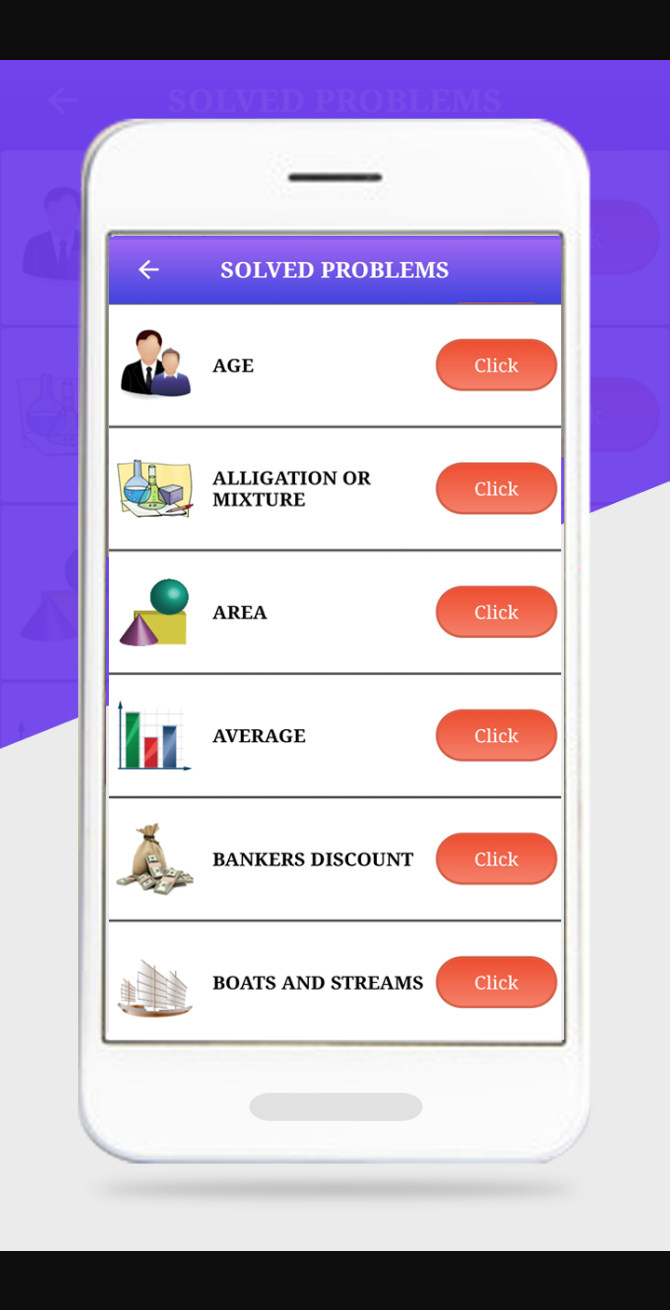 SOLVED PROBLEMS
SOLVED PROBLEMS
AGE
Click
ALLIGATION OR
MIXTURE
Click
AREA
Click
AVERAGE
Click
BANKERS DISCOUNT
Click
BOATS AND STREAMS
Click